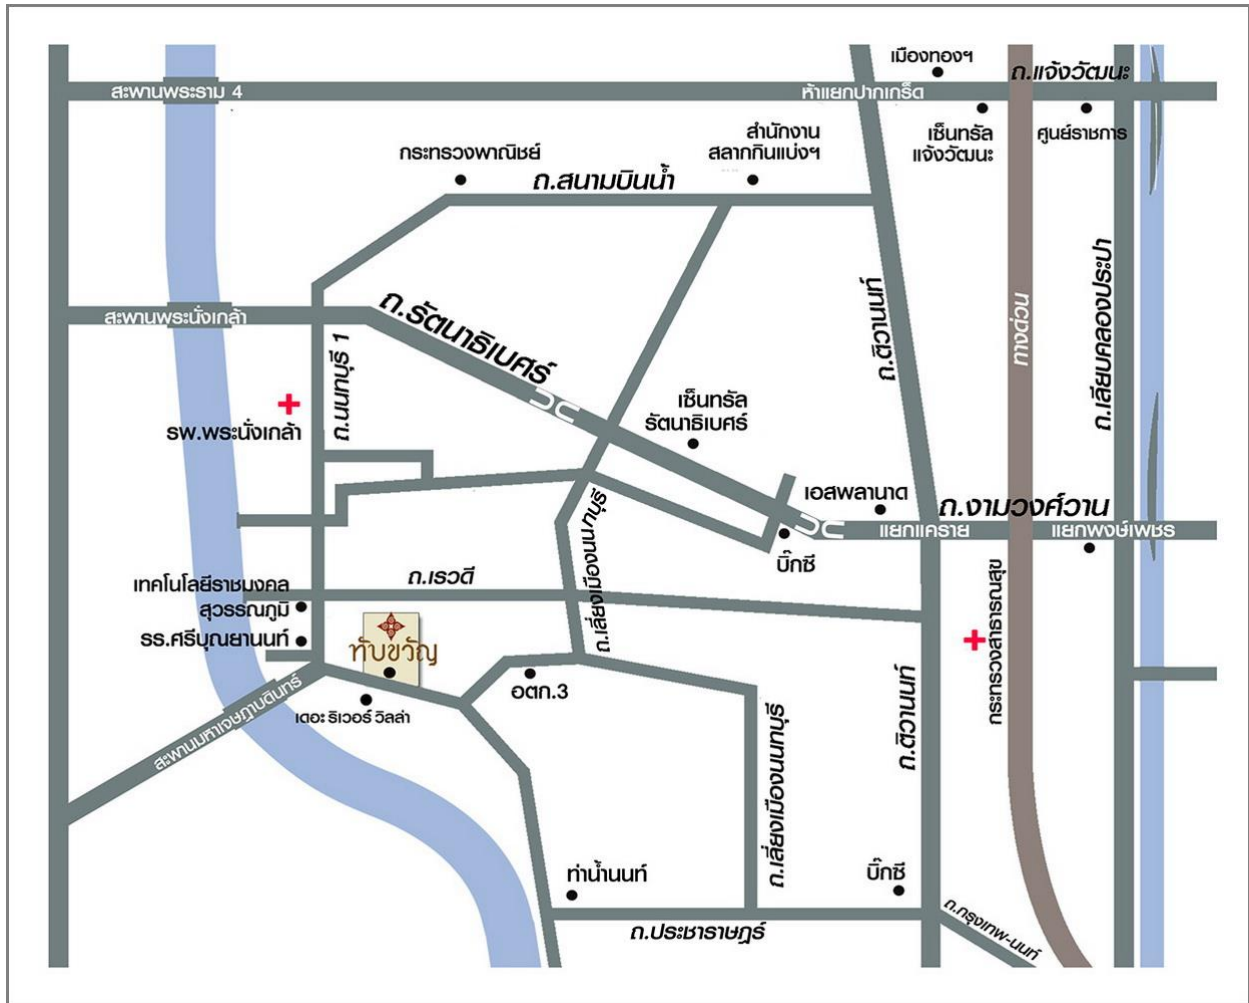 เมืองทองฯ
ถ.แจ้งวัฒนะ
สะพานพระราม 4
ห้าแยกปากเกร็ด
เซ็นทรัล
แจ้งวัฒนะ
ศูนย์ราชการ
กระทรวงพาณิชย์
สำนักงาน
สลากกินแบ่งฯ
ถ.สนามบินน้ำ
สะพานพระนั่งเกล้า
ถ.รัตนาธิเบศร์
ถ.ติวานนท์
ทางด่วน
ถ.เลียบคลองประปา
ถ.นนทบุรี 1
รพ.พระนั่งเกล้า
เซ็นทรัล
รัตนาธิเบศร์
เอสพลานาด
ถ.งามวงศ์วาน
แยกแคราย
แยกพงษ์เพชร
บิ๊กซี
ถ.เลี่ยงเมืองนนทบุรี
ถ.เรวดี
เทคโนโลยีราชมงคล
สุวรรณภูมิ
รร.ศรีบุณยานนท์
ทับขวัญ
กระทรวงสาธารณสุข
อตก.3
เดอะ ริเวอร์ วิลล่า
สะพานมหาเจษฎาบดินทร์
ถ.เลี่ยงเมืองนนทบุรี
ถ.ติวานนท์
ท่าน้ำนนท์
บิ๊กซี
ถ.ประชาราษฎร์
ถ.กรุงเทพ-นนท์